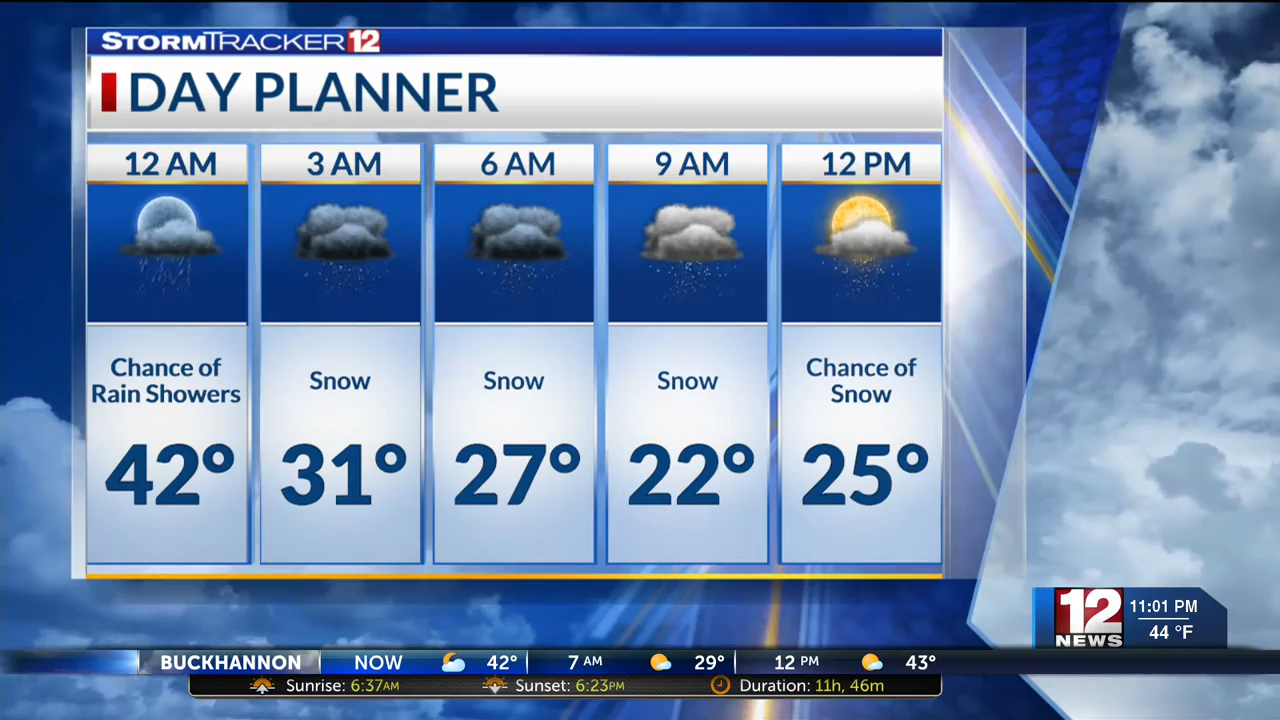 STORMTRACKER 12
DAY PLANNER
12 AM
3 AM
6 AM
9 AM
12 PM
Chance of
Rain Showers
Snow
Snow
Snow
Chance of
Snow
42°
31°
27°
22°
25°
12
NEWS
11:01 PM
44 °F
BUCKHANNON NOW 42° 7 AM 29° 12 PM 43°
Sunrise: 6:37AM Sunset: 6:23PM Duration: 11h, 46m